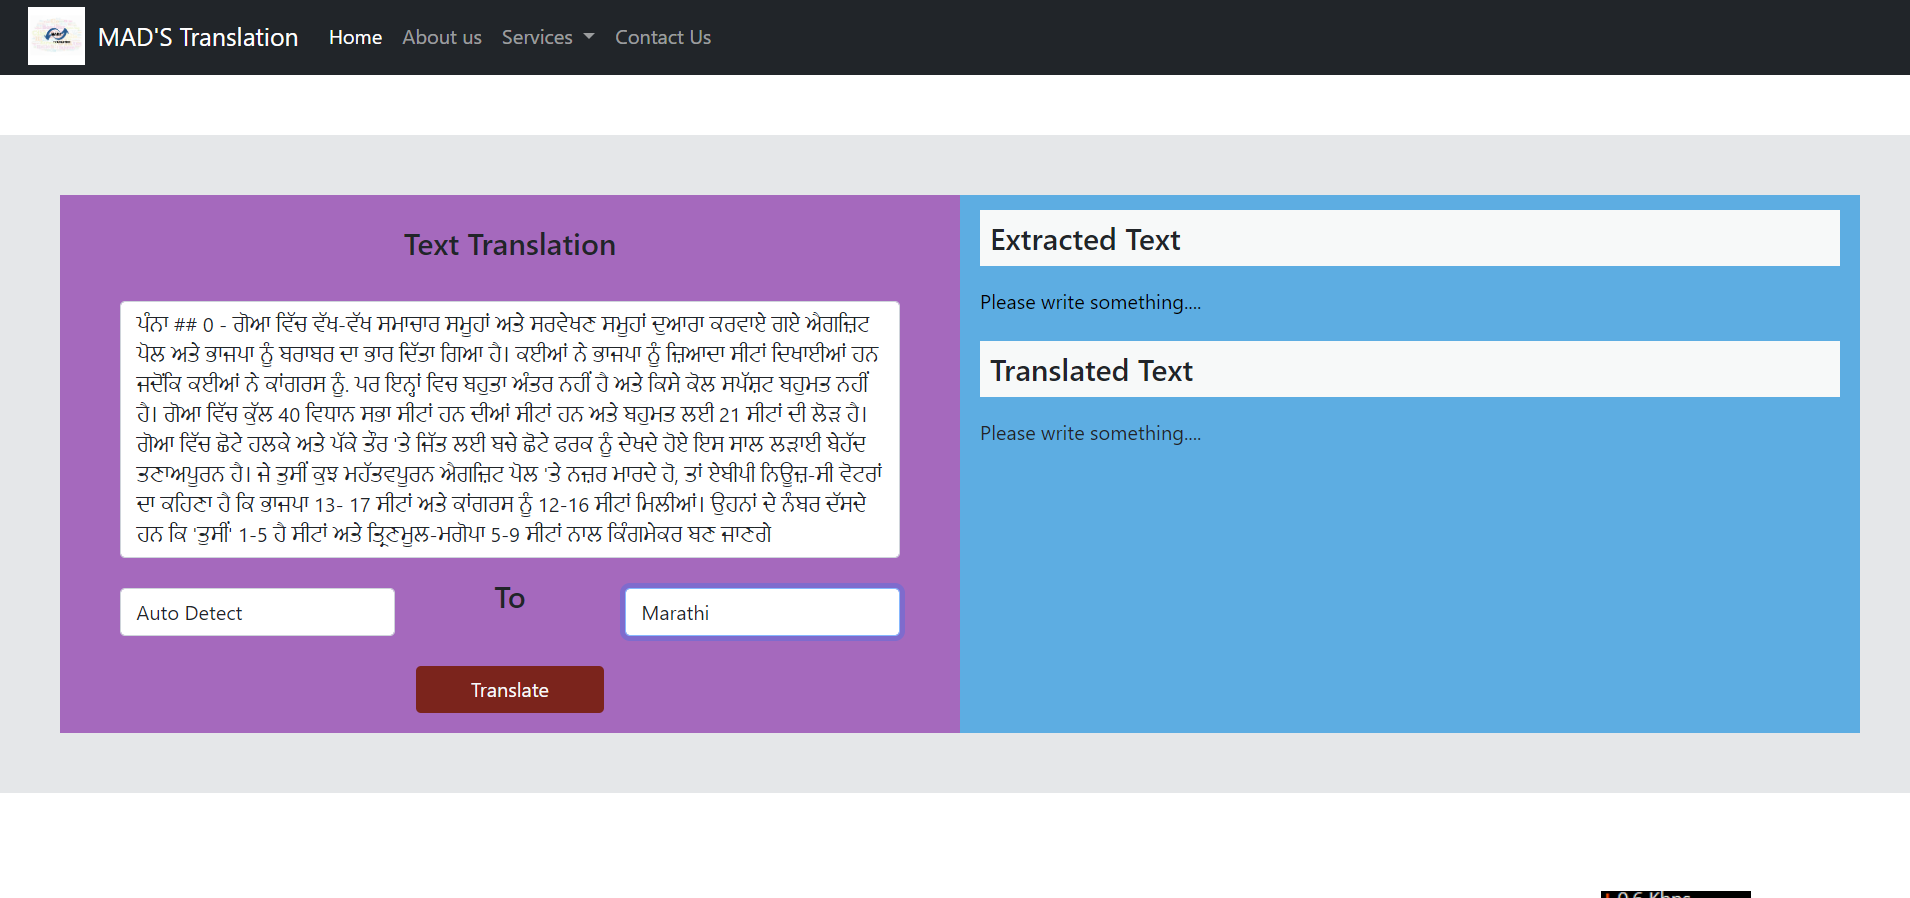 MAD'S Translation Home About us Services Contact Us
Text Translation
ਪੰਨਾ ## 0 - ਗੋਆ ਵਿੱਚ ਵੱਖ-ਵੱਖ ਸਮਾਚਾਰ ਸਮੂਹਾਂ ਅਤੇ ਸਰਵੇਖਣ ਸਮੂਹਾਂ ਦੁਆਰਾ ਕਰਵਾਏ ਗਏ ਐਗਜ਼ਿਟ
ਪੋਲ ਅਤੇ ਭਾਜਪਾ ਨੂੰ ਬਰਾਬਰ ਦਾ ਭਾਰ ਦਿੱਤਾ ਗਿਆ ਹੈ। ਕਈਆਂ ਨੇ ਭਾਜਪਾ ਨੂੰ ਜ਼ਿਆਦਾ ਸੀਟਾਂ ਦਿਖਾਈਆਂ ਹਨ
ਜਦੋਂਕਿ ਕਈਆਂ ਨੇ ਕਾਂਗਰਸ ਨੂੰ. ਪਰ ਇਨ੍ਹਾਂ ਵਿਚ ਬਹੁਤਾ ਅੰਤਰ ਨਹੀਂ ਹੈ ਅਤੇ ਕਿਸੇ ਕੋਲ ਸਪੱਸ਼ਟ ਬਹੁਮਤ ਨਹੀਂ
ਹੈ। ਗੋਆ ਵਿੱਚ ਕੁੱਲ 40 ਵਿਧਾਨ ਸਭਾ ਸੀਟਾਂ ਹਨ ਦੀਆਂ ਸੀਟਾਂ ਹਨ ਅਤੇ ਬਹੁਮਤ ਲਈ 21 ਸੀਟਾਂ ਦੀ ਲੋੜ ਹੈ।
ਗੋਆ ਵਿੱਚ ਛੋਟੇ ਹਲਕੇ ਅਤੇ ਪੱਕੇ ਤੌਰ 'ਤੇ ਜਿੱਤ ਲਈ ਬਚੇ ਛੋਟੇ ਫਰਕ ਨੂੰ ਦੇਖਦੇ ਹੋਏ ਇਸ ਸਾਲ ਲੜਾਈ ਬੇਹੱਦ
ਤਣਾਅਪੂਰਨ ਹੈ। ਜੇ ਤੁਸੀਂ ਕੁਝ ਮਹੱਤਵਪੂਰਨ ਐਗਜ਼ਿਟ ਪੋਲ 'ਤੇ ਨਜ਼ਰ ਮਾਰਦੇ ਹੋ, ਤਾਂ ਏਬੀਪੀ ਨਿਊਜ਼-ਸੀ ਵੋਟਰਾਂ
ਦਾ ਕਹਿਣਾ ਹੈ ਕਿ ਭਾਜਪਾ 13- 17 ਸੀਟਾਂ ਅਤੇ ਕਾਂਗਰਸ ਨੂੰ 12-16 ਸੀਟਾਂ ਮਿਲੀਆਂ। ਉਹਨਾਂ ਦੇ ਨੰਬਰ ਦੱਸਦੇ
ਹਨ ਕਿ 'ਤੁਸੀਂ' 1-5 ਹੈ ਸੀਟਾਂ ਅਤੇ ਤ੍ਰਿਣਮੂਲ-ਮਗੋਪਾ 5-9 ਸੀਟਾਂ ਨਾਲ ਕਿੰਗਮੇਕਰ ਬਣ ਜਾਣਗੇ
Auto Detect To Marathi
Translate
Extracted Text
Please write something....
Translated Text
Please write something....